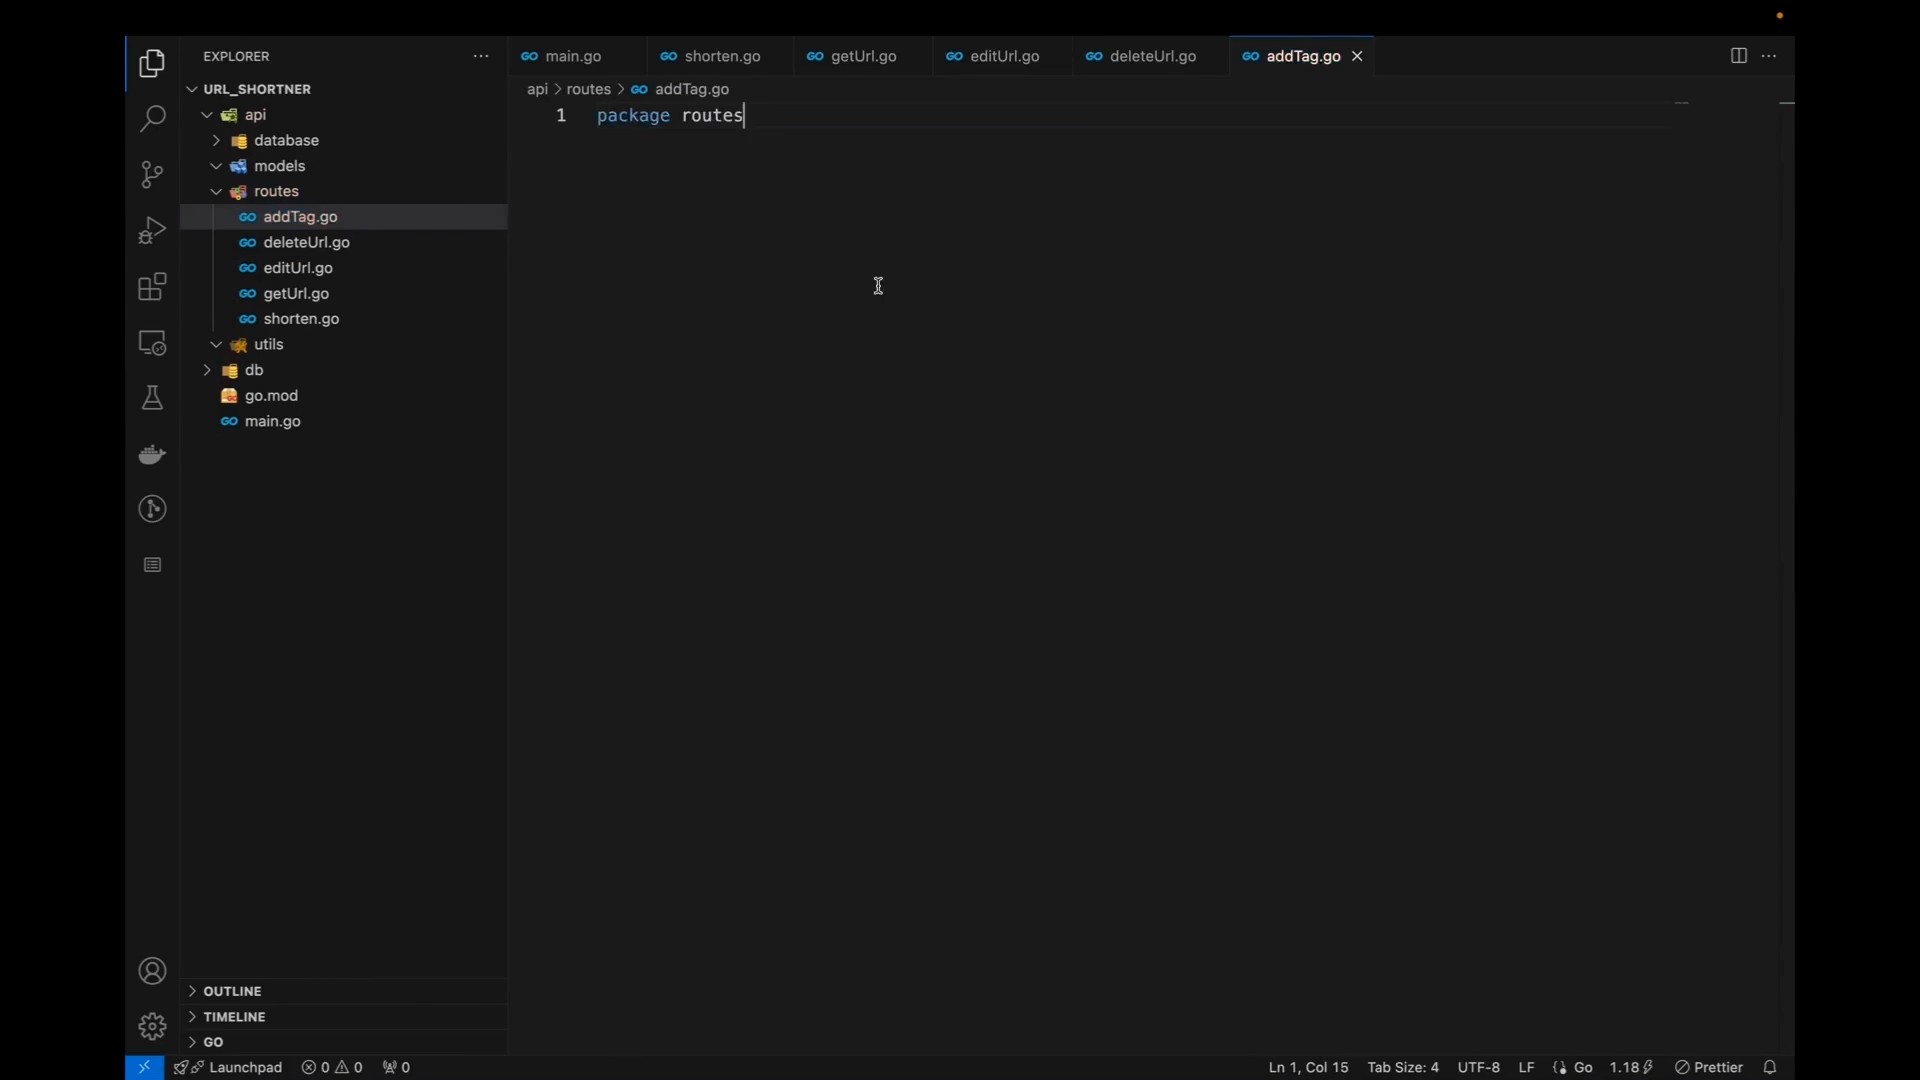 EXPLORER
URL_SHORTNER
api
database
models
routes
addTag.go
deleteUrl.go
editUrl.go
getUrl.go
shorten.go
utils
db
go.mod
main.go
OUTLINE
TIMELINE
GO
main.go shorten.go getUrl.go editUrl.go deleteUrl.go addTag.go
api > routes > addTag.go
1 package routes
Launchpad 0 0 0 Ln 1, Col 15 Tab Size: 4 UTF-8 LF Go 1.18 Prettier